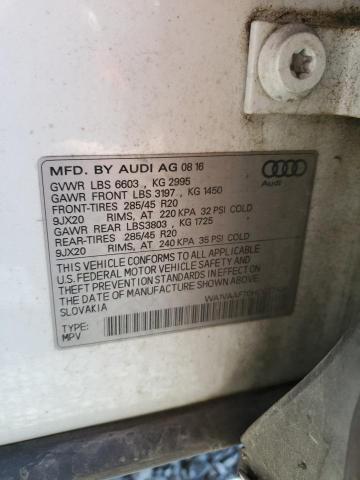 MFD. BY AUDI AG 08 16
GVWR LBS 6603 , KG 2995
GAWR FRONT LBS 3197 , KG 1450
FRONT-TIRES 285/45 R20
9JX20 RIMS, AT 220 KPA 32 PSI COLD
GAWR REAR LBS3803 , KG 1725
REAR-TIRES 285/45 R20
9JX20 RIMS, AT 240 KPA 35 PSI COLD
THIS VEHICLE CONFORMS TO ALL APPLICABLE
U.S. FEDERAL MOTOR VEHICLE SAFETY AND
THEFT PREVENTION STANDARDS IN EFFECT ON
THE DATE OF MANUFACTURE SHOWN ABOVE.
SLOVAKIA
TYPE:
MPV
Audi